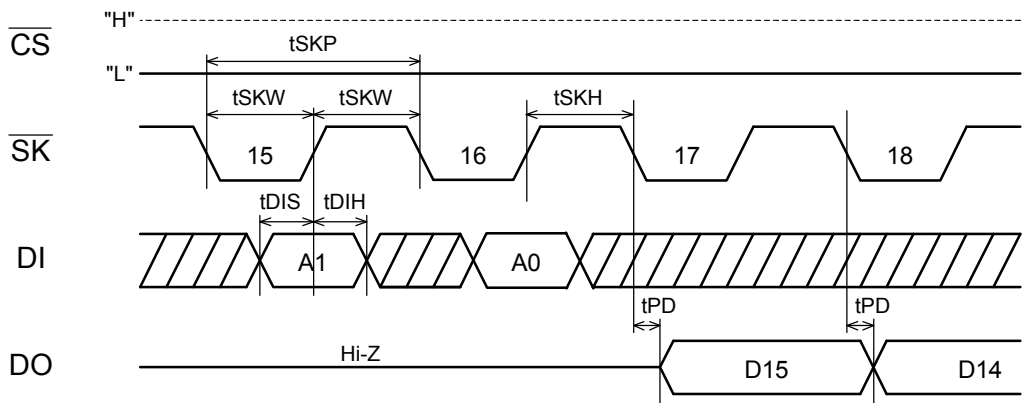 "H"
CS
tSKP
"L"
tSKW tSKW tSKH
SK
15 16 17 18
tDIS tDIH
DI
A1 A0
tPD tPD
Hi-Z
DO
D15 D14